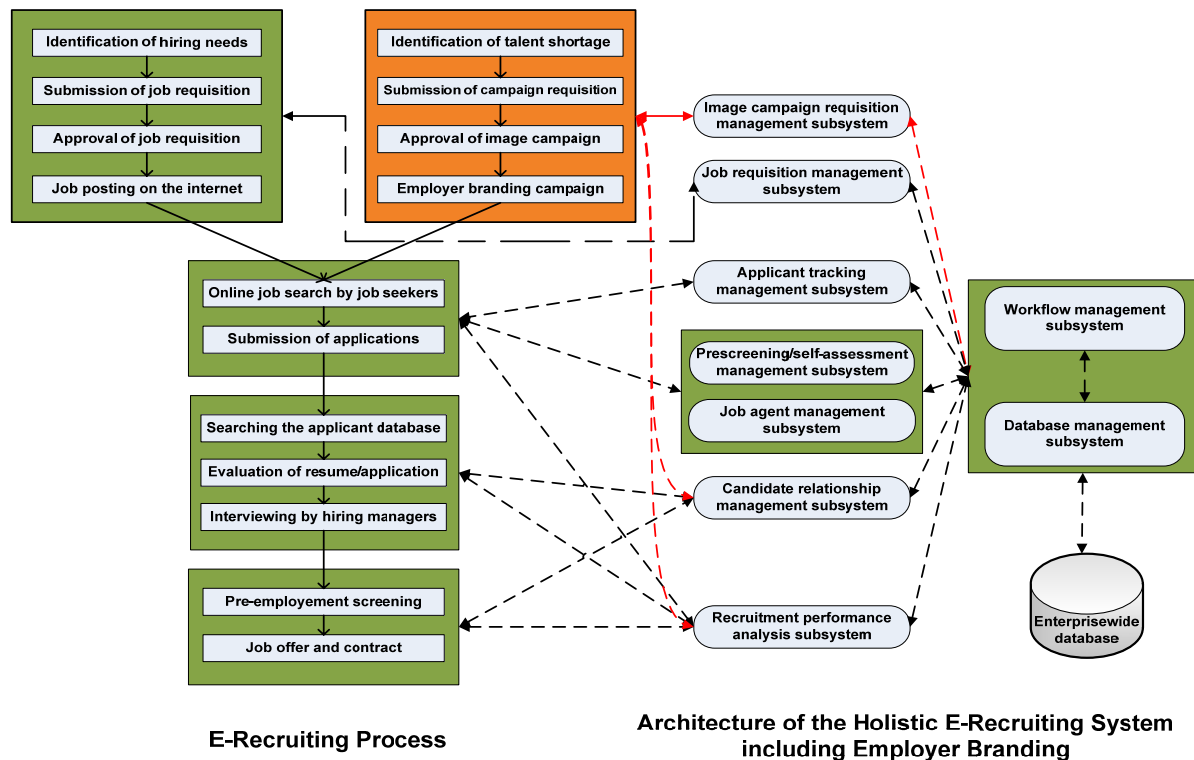 Identification of hiring needs
Submission of job requisition
Approval of job requisition
Job posting on the internet
Identification of talent shortage
Submission of campaign requisition
Approval of image campaign
Employer branding campaign
Online job search by job seekers
Submission of applications
Searching the applicant database
Evaluation of resume/application
Interviewing by hiring managers
Pre-employement screening
Job offer and contract
Image campaign requisition
management subsystem
Job requisition management
subsystem
Applicant tracking
management subsystem
Prescreening/self-assessment
management subsystem
Job agent management
subsystem
Candidate relationship
management subsystem
Recruitment performance
analysis subsystem
Workflow management
subsystem
Database management
subsystem
Enterprisewide
database
E-Recruiting Process
Architecture of the Holistic E-Recruiting System
including Employer Branding